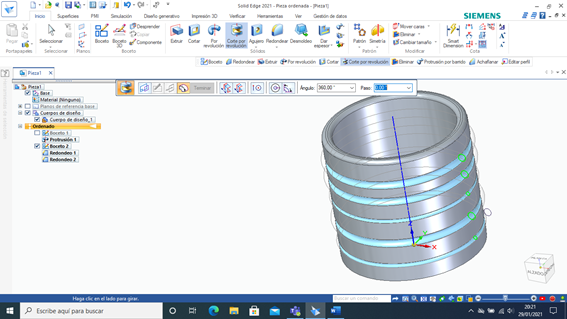 Solid Edge 2021 - Pieza ordenada - [Pieza1]
Inicio Superficies PMI Simulación Diseño generativo Impresión 3D Verificar Herramientas Ver Gestión de datos
SIEMENS
Pegar Seleccionar Planos Boceto Boceto 3D Dibujo Copiar Desprender Componente Extruir Cortar Por revolución Corte por revolución Agujero Redondear Desmoldeo Dar espesor Patrón Simetría Mover caras Eliminar Cambiar tamaño Smart Dimension
Portapapeles Seleccionar Planos Boceto Sólidos Patrón Modificar Cota
Boceto Redondear Extruir Por revolución Cortar Corte por revolución Eliminar Protrusión por barrido Achaflanar Editar perfil
Pieza1
Terminar Ángulo: 360.00 ° Paso:
Pieza1
Base
Material (Ninguno)
Planos de referencia base
Cuerpos de diseño
Cuerpo de diseño_1
Ordenado
Boceto 1
Protrusión 1
Boceto 2
Redondeo 1
Redondeo 2
Z
X
ALZADO
Haga clic en el lado para girar.
Buscar un comando
Escribe aquí para buscar
20:21
29/01/2021